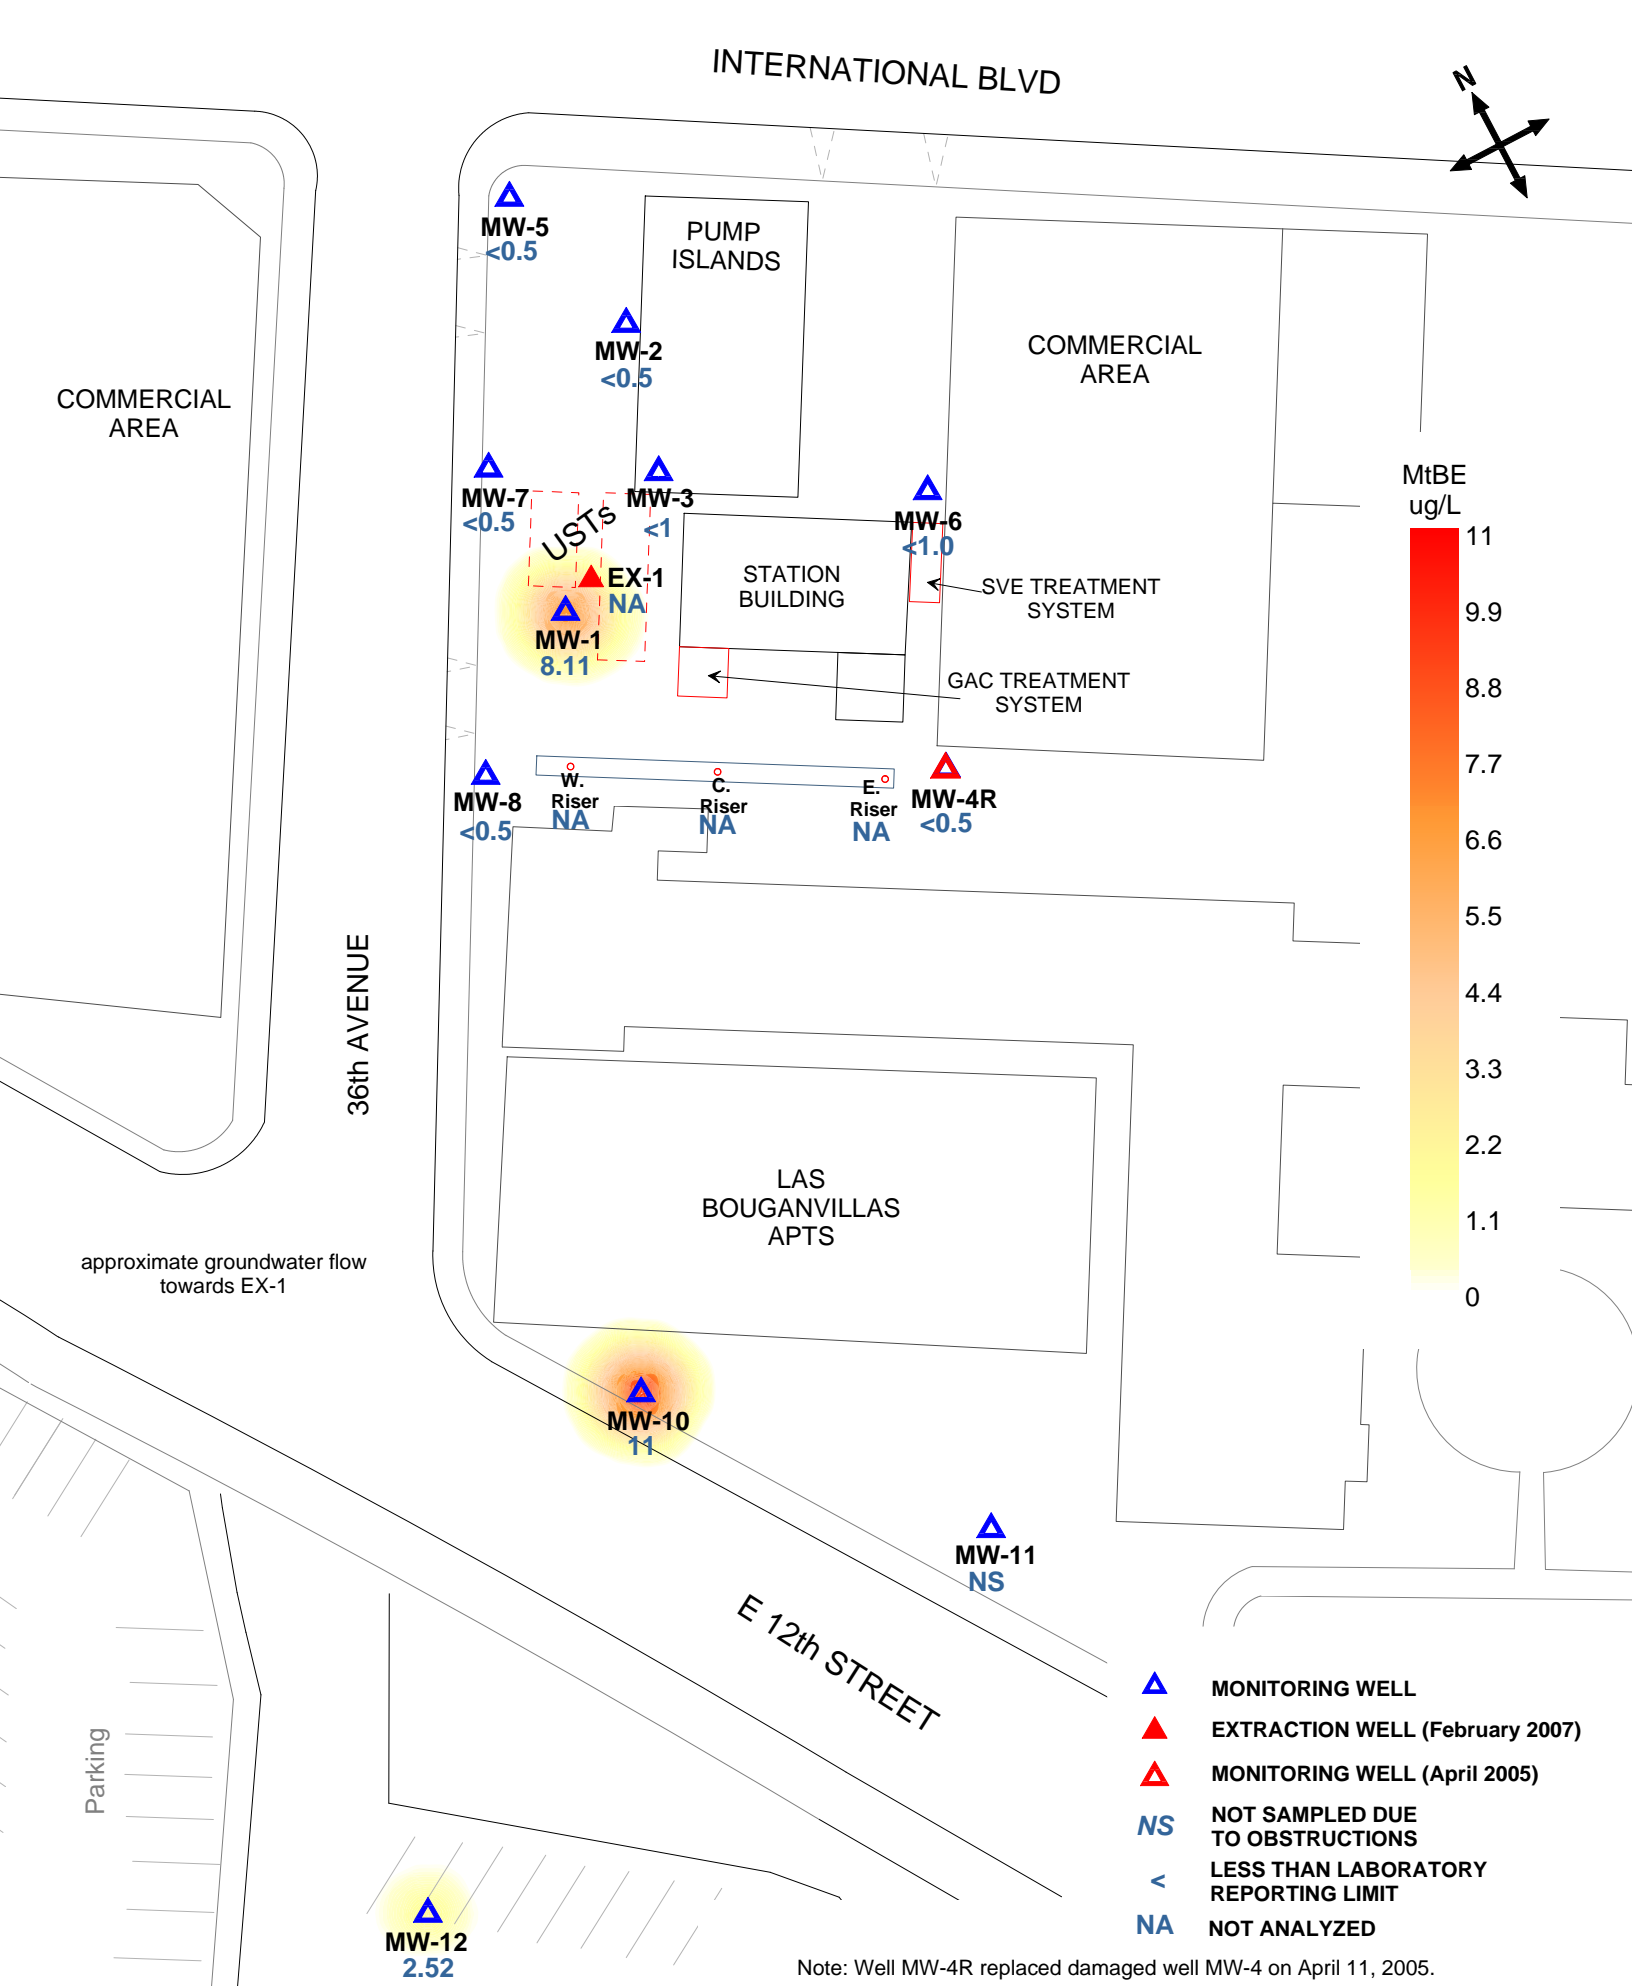 INTERNATIONAL BLVD
N
MW-5
<0.5
PUMP
ISLANDS
MW-2
<0.5
COMMERCIAL
AREA
COMMERCIAL
AREA
MW-7
<0.5
USTs
MW-3
<1
MW-6
<1.0
EX-1
NA
MW-1
8.11
STATION
BUILDING
SVE TREATMENT
SYSTEM
GAC TREATMENT
SYSTEM
MtBE
ug/L
11
9.9
8.8
7.7
6.6
5.5
4.4
3.3
2.2
1.1
0
MW-8
<0.5
W.
Riser
NA
C.
Riser
NA
E.
Riser
NA
MW-4R
<0.5
36th AVENUE
LAS
BOUGANVILLAS
APTS
approximate groundwater flow
towards EX-1
MW-10
11
MW-11
NS
E 12th STREET
Parking
MW-12
2.52
MONITORING WELL
EXTRACTION WELL (February 2007)
MONITORING WELL (April 2005)
NS NOT SAMPLED DUE
TO OBSTRUCTIONS
< LESS THAN LABORATORY
REPORTING LIMIT
NA NOT ANALYZED
Note: Well MW-4R replaced damaged well MW-4 on April 11, 2005.